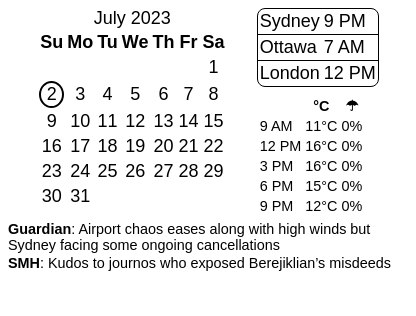 July 2023
Su Mo Tu We Th Fr Sa
1
2 3 4 5 6 7 8
9 10 11 12 13 14 15
16 17 18 19 20 21 22
23 24 25 26 27 28 29
30 31
Sydney 9 PM
Ottawa 7 AM
London 12 PM
°C ☂
9 AM 11°C 0%
12 PM 16°C 0%
3 PM 16°C 0%
6 PM 15°C 0%
9 PM 12°C 0%
Guardian: Airport chaos eases along with high winds but
Sydney facing some ongoing cancellations
SMH: Kudos to journos who exposed Berejiklian's misdeeds